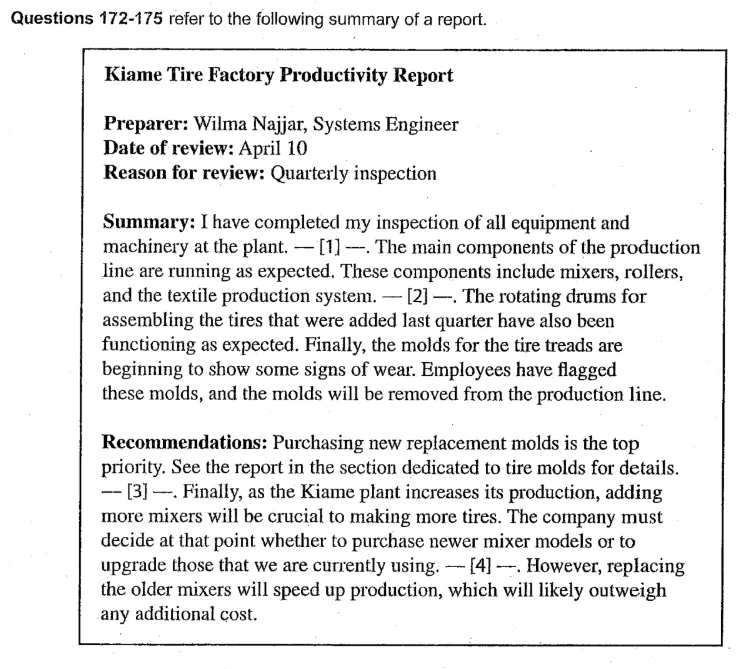 Questions 172-175 refer to the following summary of a report.
Kiame Tire Factory Productivity Report
Preparer: Wilma Najjar, Systems Engineer
Date of review: April 10
Reason for review: Quarterly inspection
Summary: I have completed my inspection of all equipment and
machinery at the plant. — [1] —. The main components of the production
line are running as expected. These components include mixers, rollers,
and the textile production system. — [2] —. The rotating drums for
assembling the tires that were added last quarter have also been
functioning as expected. Finally, the molds for the tire treads are
beginning to show some signs of wear. Employees have flagged
these molds, and the molds will be removed from the production line.
Recommendations: Purchasing new replacement molds is the top
priority. See the report in the section dedicated to tire molds for details.
— [3] —. Finally, as the Kiame plant increases its production, adding
more mixers will be crucial to making more tires. The company must
decide at that point whether to purchase newer mixer models or to
upgrade those that we are currently using. — [4] —. However, replacing
the older mixers will speed up production, which will likely outweigh
any additional cost.